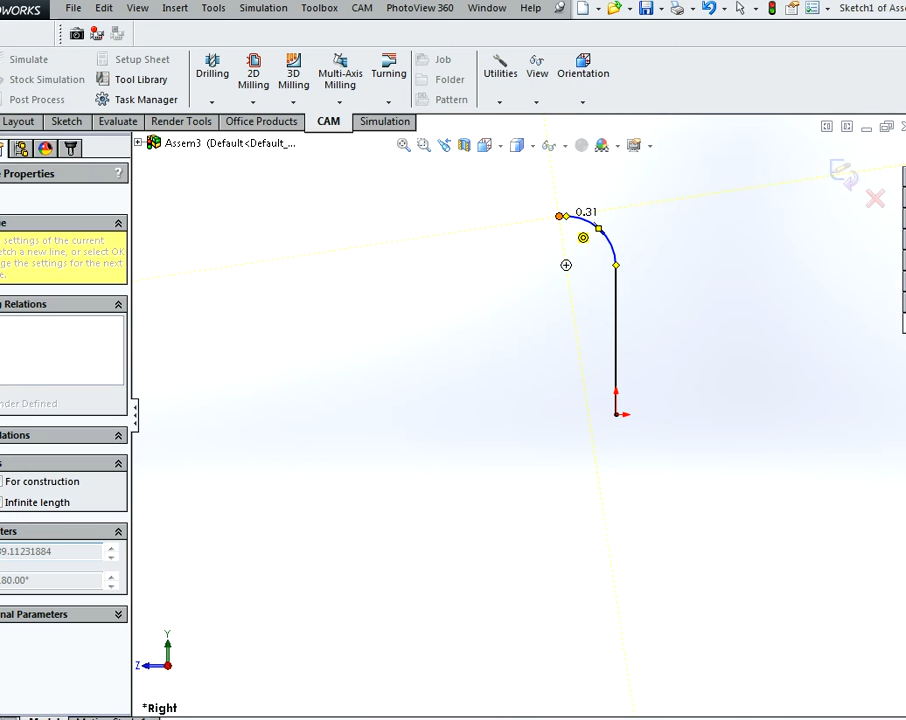 OWORKS File Edit View Insert Tools Simulation Toolbox CAM PhotoView 360 Window Help Sketch1 of Asse
Simulate Setup Sheet
Stock Simulation Tool Library
Post Process Task Manager
Drilling 2D Milling 3D Milling Multi-Axis Milling Turning
Job
Folder
Pattern
Utilities View Orientation
Layout Sketch Evaluate Render Tools Office Products CAM Simulation
Assem3 (Default<Default_...
Properties ?
ge
settings of the current
etch a new line, or select OK
ge the settings for the next
e.
g Relations
nder Defined
lations
s
For construction
Infinite length
ters
89.11231884
80.00°
nal Parameters
0.31
Y
Z
*Right